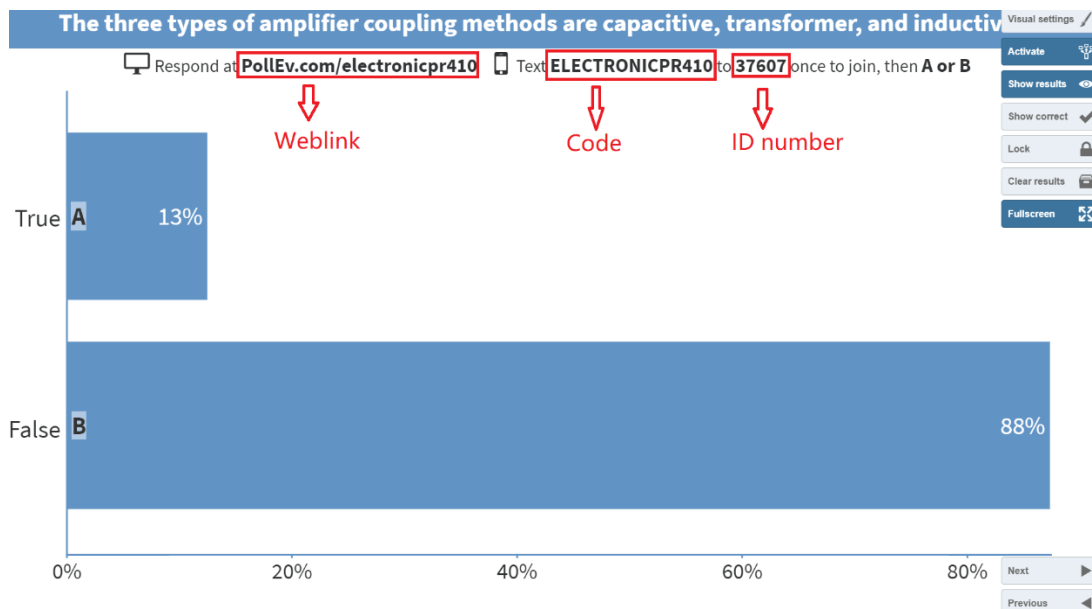 The three types of amplifier coupling methods are capacitive, transformer, and inductiv
Visual settings
Respond at PollEv.com/electronicpr410 Text ELECTRONICPR410 to 37607 once to join, then A or B
Activate
Show results
Weblink
Code
ID number
Show correct
Lock
Clear results
Fullscreen
True A 13%
False B 88%
0% 20% 40% 60% 80%
Next
Previous